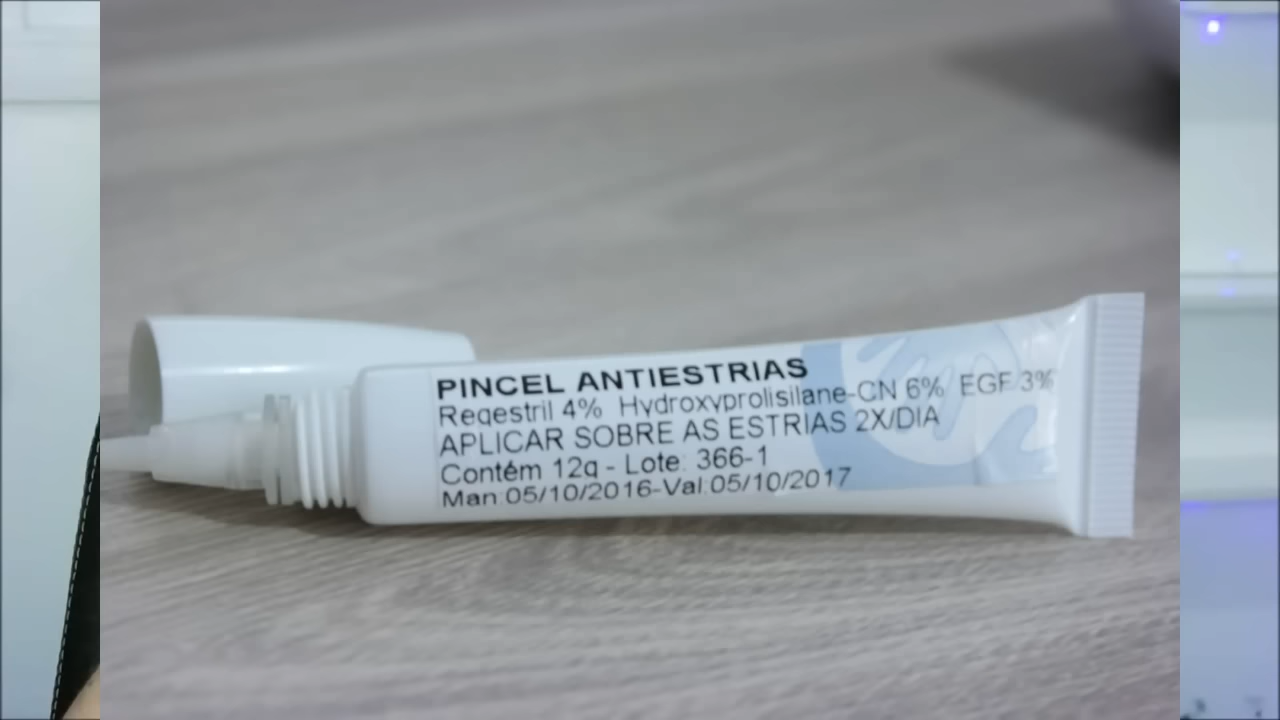 PINCEL ANTIESTRIAS
Regestril 4% Hydroxyprolisilane-CN 6% EGF 3%
APLICAR SOBRE AS ESTRIAS 2X/DIA
Contém 12g - Lote: 366-1
Man:05/10/2016-Val:05/10/2017